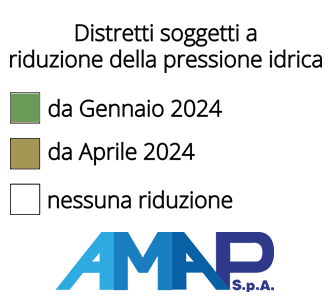 Distretti soggetti a
riduzione della pressione idrica
da Gennaio 2024
da Aprile 2024
nessuna riduzione
AMAP
S.p.A.